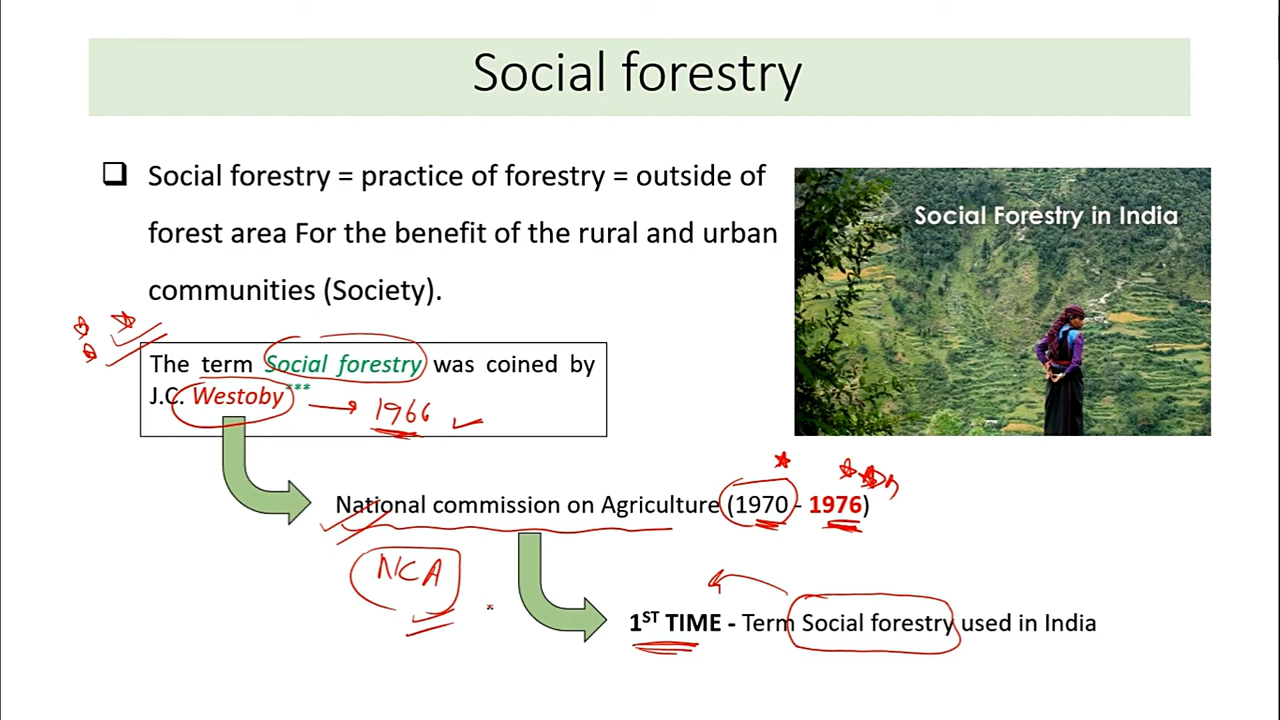 Social forestry
Social forestry = practice of forestry = outside of
forest area For the benefit of the rural and urban
communities (Society).
Social Forestry in India
The term Social forestry was coined by
J.C. Westoby*** → 1966
National commission on Agriculture (1970 - 1976)
NCA
1ST TIME - Term Social forestry used in India